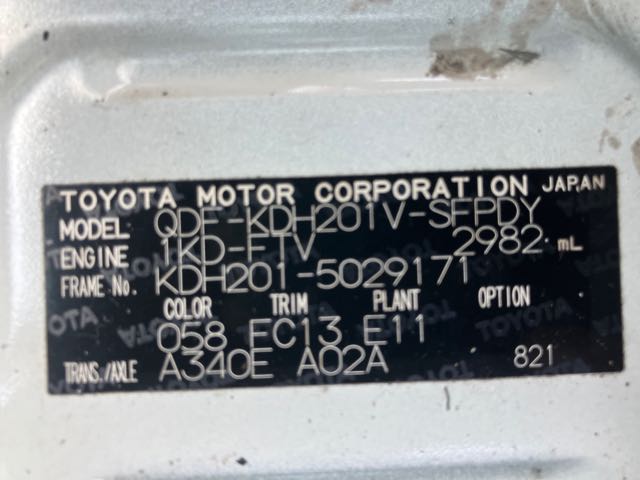 TOYOTA MOTOR CORPORATION JAPAN
MODEL QDF-KDH201V-SFPDY
ENGINE 1KD-FTV 2982 mL
FRAME No. KDH201-5029171
COLOR TRIM PLANT OPTION
058 FC13 E11
TRANS./AXLE A340E A02A 821